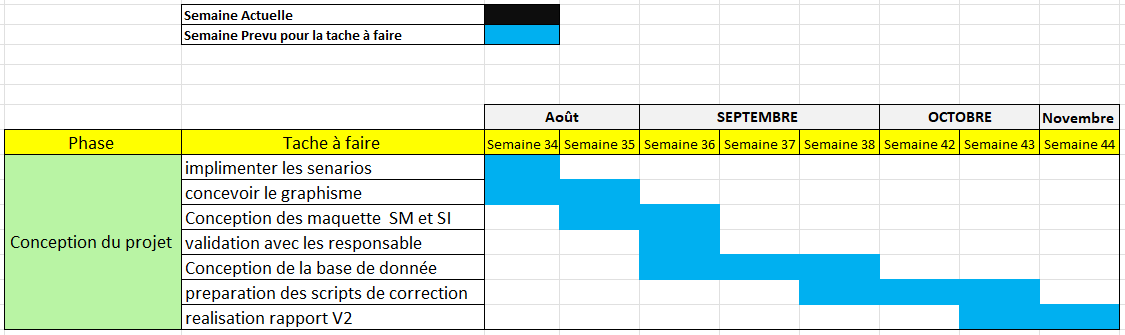 Semaine Actuelle
Semaine Prevu pour la tache à faire
Août SEPTEMBRE OCTOBRE Novembre
Phase Tache à faire Semaine 34 Semaine 35 Semaine 36 Semaine 37 Semaine 38 Semaine 42 Semaine 43 Semaine 44
implimenter les senarios
concevoir le graphisme
Conception des maquette SM et SI
Conception du projet validation avec les responsable
Conception de la base de donnée
preparation des scripts de correction
realisation rapport V2